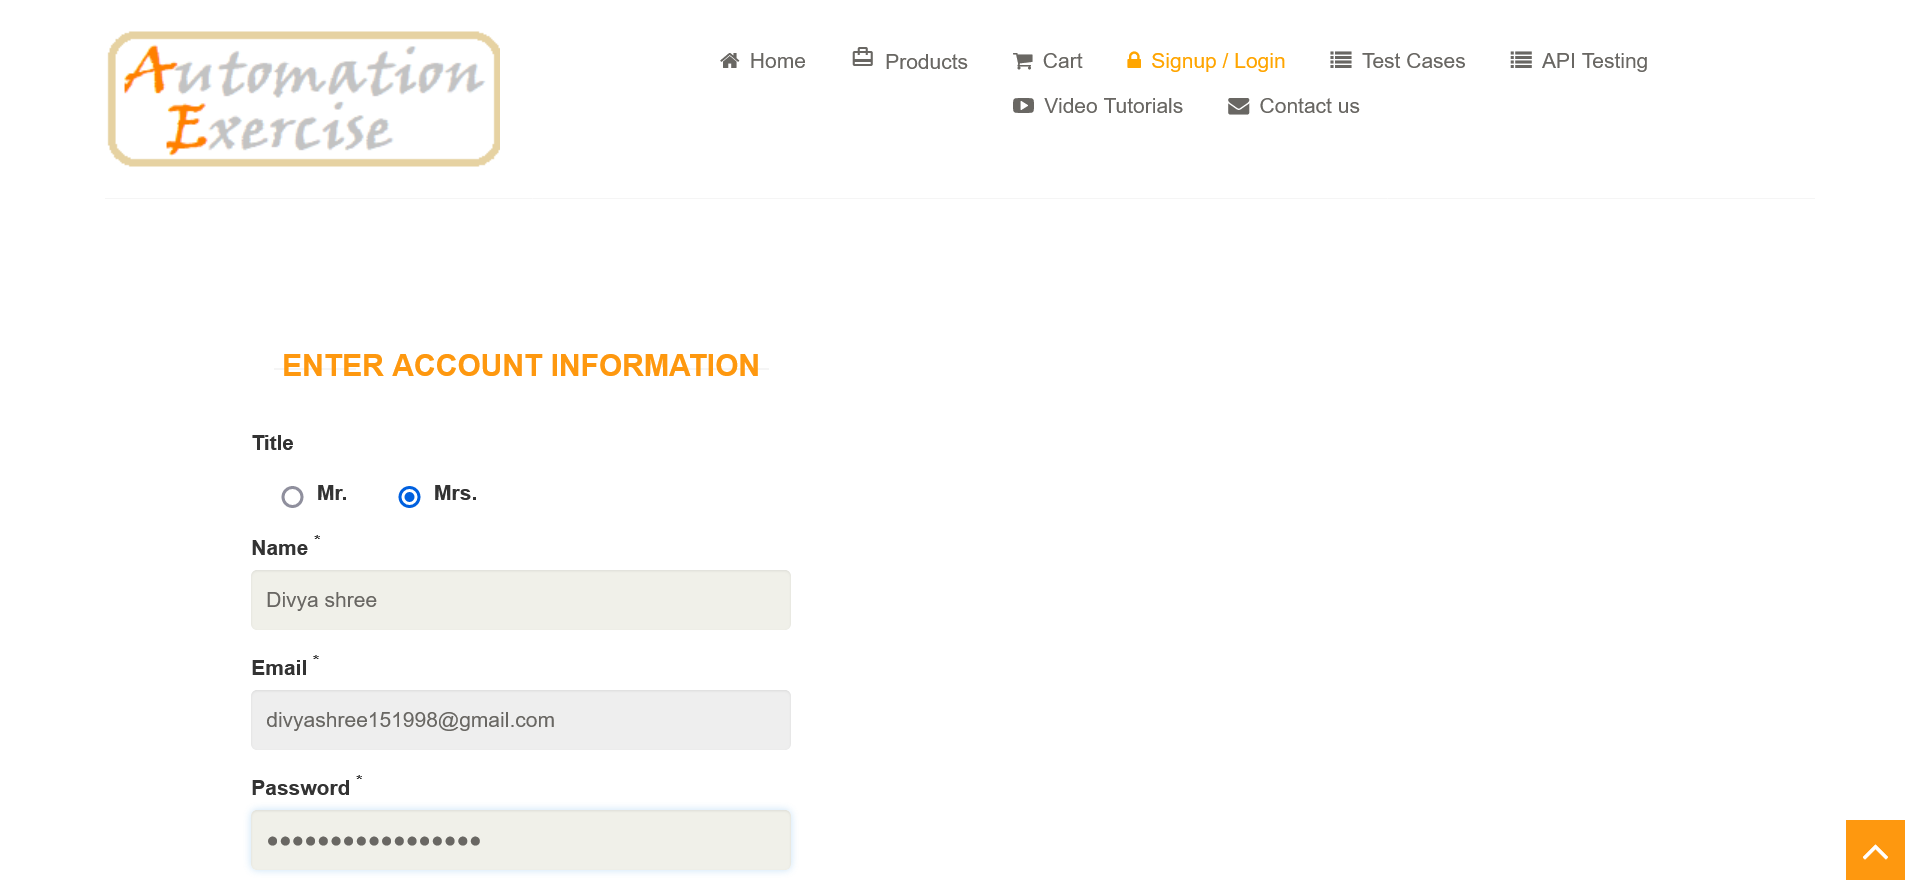 Automation
Exercise
Home Products Cart Signup / Login Test Cases API Testing
Video Tutorials Contact us
ENTER ACCOUNT INFORMATION
Title
Mr. Mrs.
Name *
Divya shree
Email *
divyashree151998@gmail.com
Password *
•••••••••••••••••